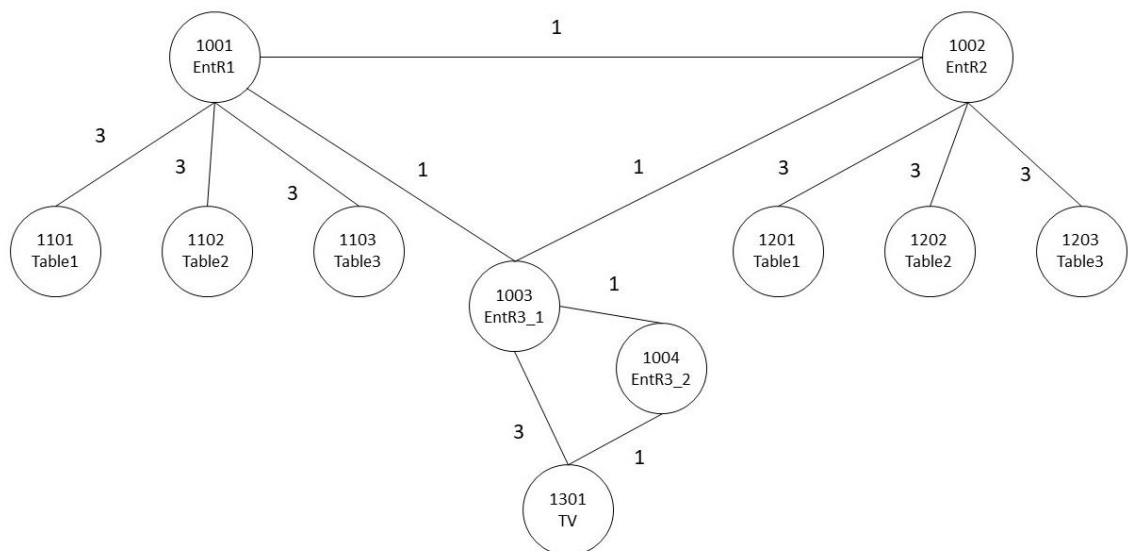 1
1001
EntR1
1002
EntR2
3
3
3
1
1
3
3
3
1101
Table1
1102
Table2
1103
Table3
1201
Table1
1202
Table2
1203
Table3
1003
EntR3_1
1
1004
EntR3_2
3
1
1301
TV